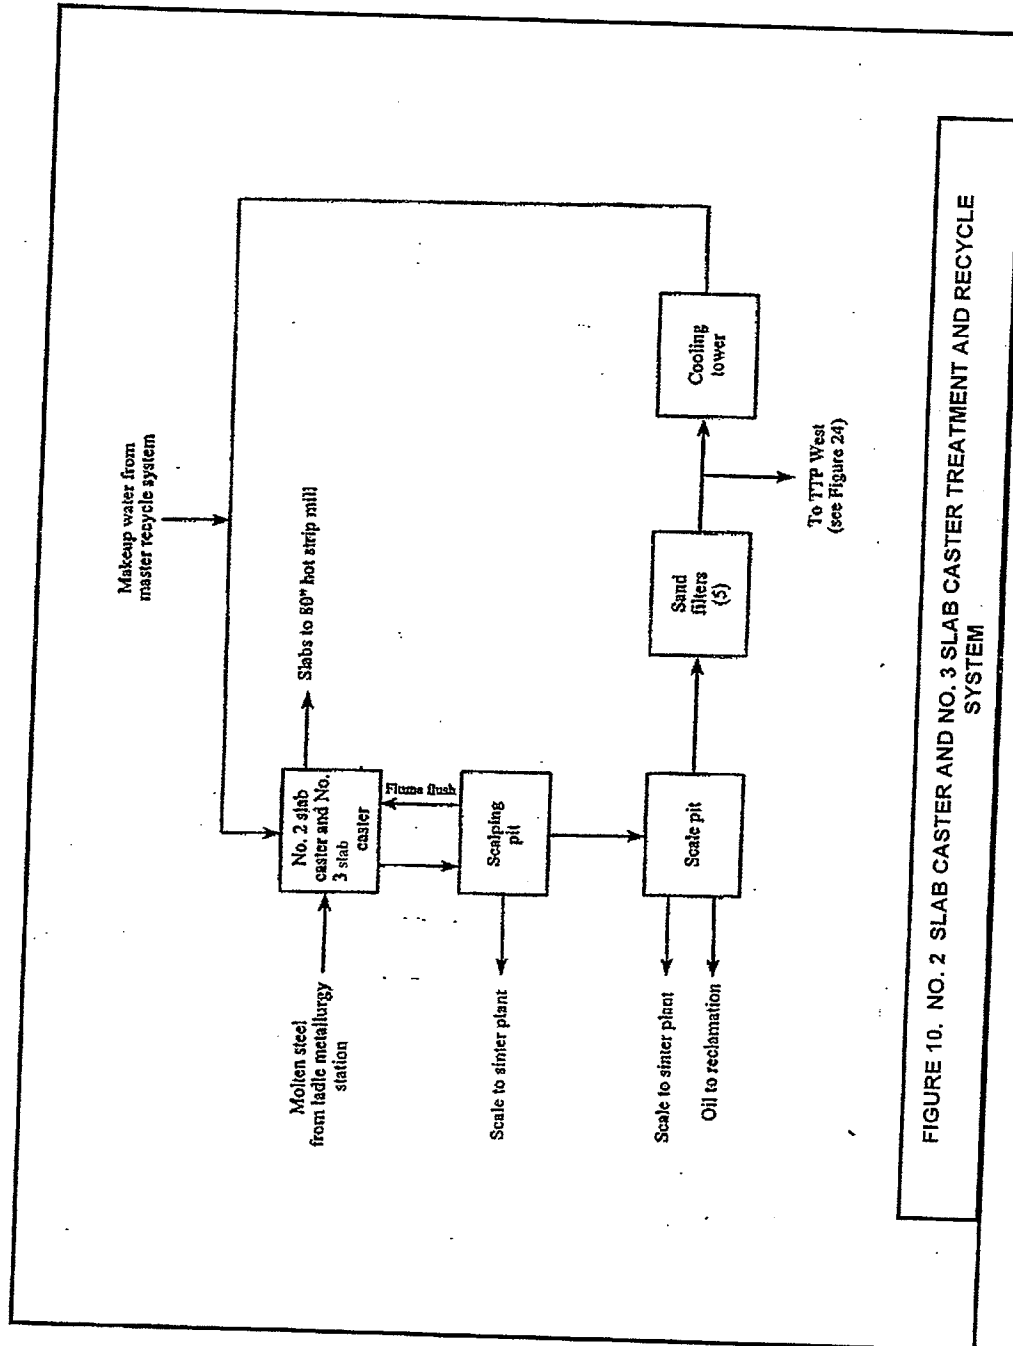 Makeup water from
master recycle system
Molten steel
from ladle metallurgy
station
No. 2 slab
caster and No.
3 slab
caster
Slabs to 80" hot strip mill
Flume flush
Scalping
pit
Scale to sinter plant
Scale pit
Scale to sinter plant
Oil to reclamation
Sand
filters
(5)
Cooling
tower
To TTP West
(see Figure 24)
FIGURE 10. NO. 2 SLAB CASTER AND NO. 3 SLAB CASTER TREATMENT AND RECYCLE
SYSTEM